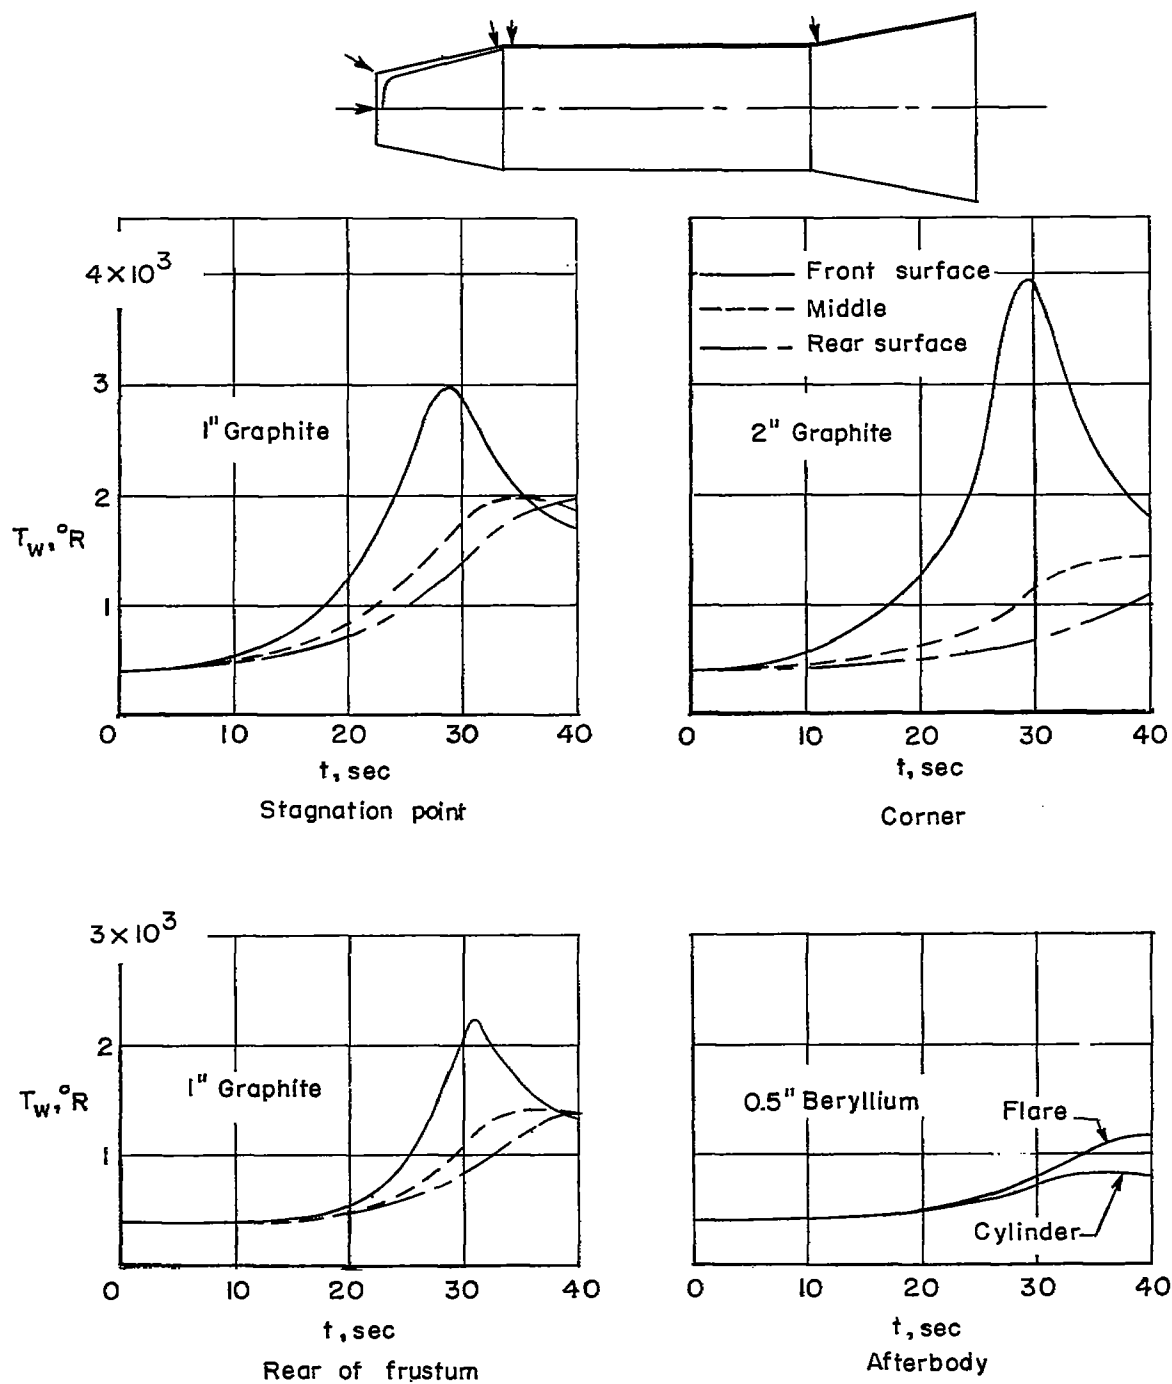 4×10³
3
2
1
T_W, °R
1" Graphite
0 10 20 30 40
t, sec
Stagnation point
Front surface
Middle
Rear surface
2" Graphite
0 10 20 30 40
t, sec
Corner
3×10³
2
1
T_W, °R
1" Graphite
0 10 20 30 40
t, sec
Rear of frustum
0.5" Beryllium
Flare
Cylinder
0 10 20 30 40
t, sec
Afterbody